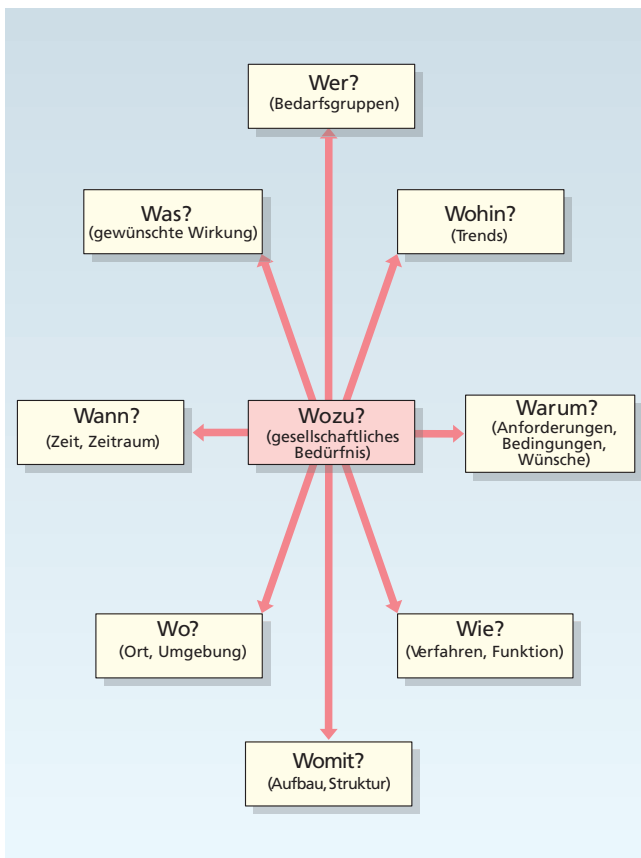 Wer?
(Bedarfsgruppen)
Was?
(gewünschte Wirkung)
Wohin?
(Trends)
Wann?
(Zeit, Zeitraum)
Wozu?
(gesellschaftliches
Bedürfnis)
Warum?
(Anforderungen,
Bedingungen,
Wünsche)
Wo?
(Ort, Umgebung)
Wie?
(Verfahren, Funktion)
Womit?
(Aufbau, Struktur)